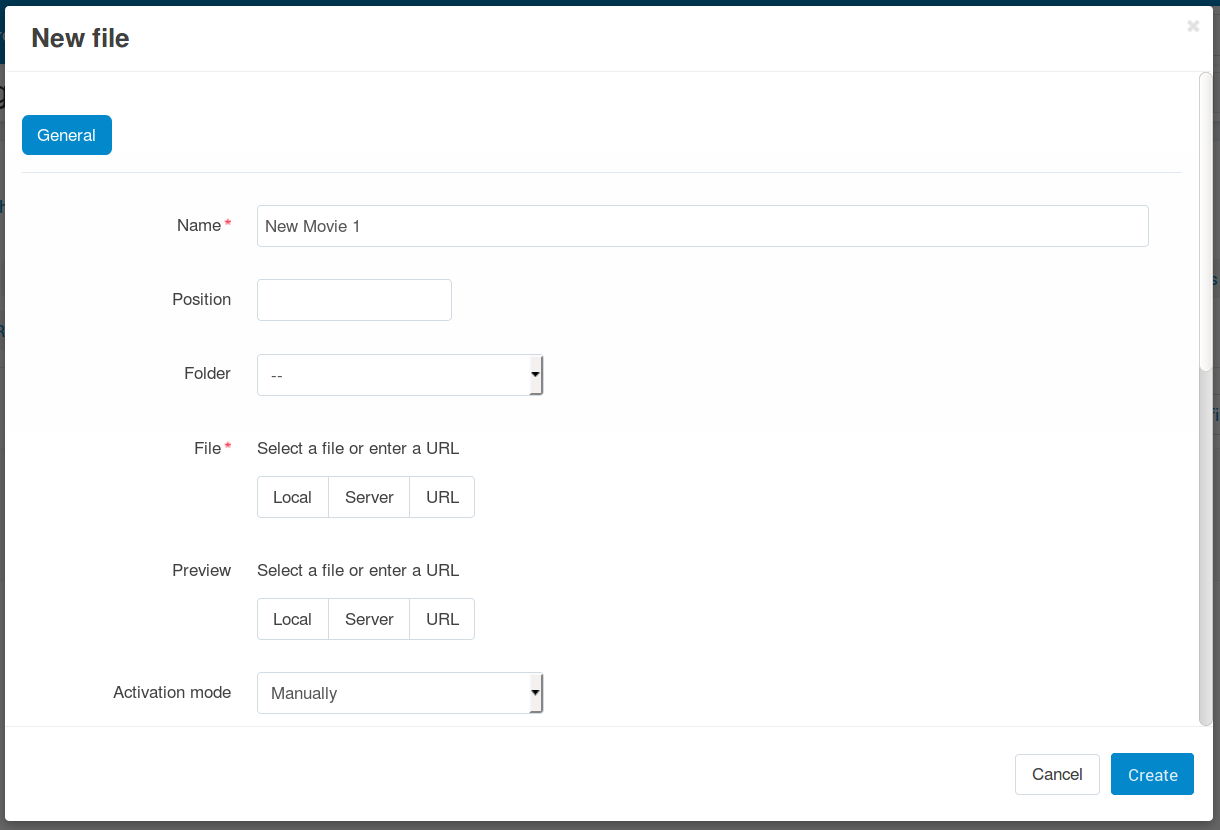 New file
×
General
Name *
New Movie 1
Position
Folder
--
File *
Select a file or enter a URL
Local Server URL
Preview
Select a file or enter a URL
Local Server URL
Activation mode
Manually
Cancel Create